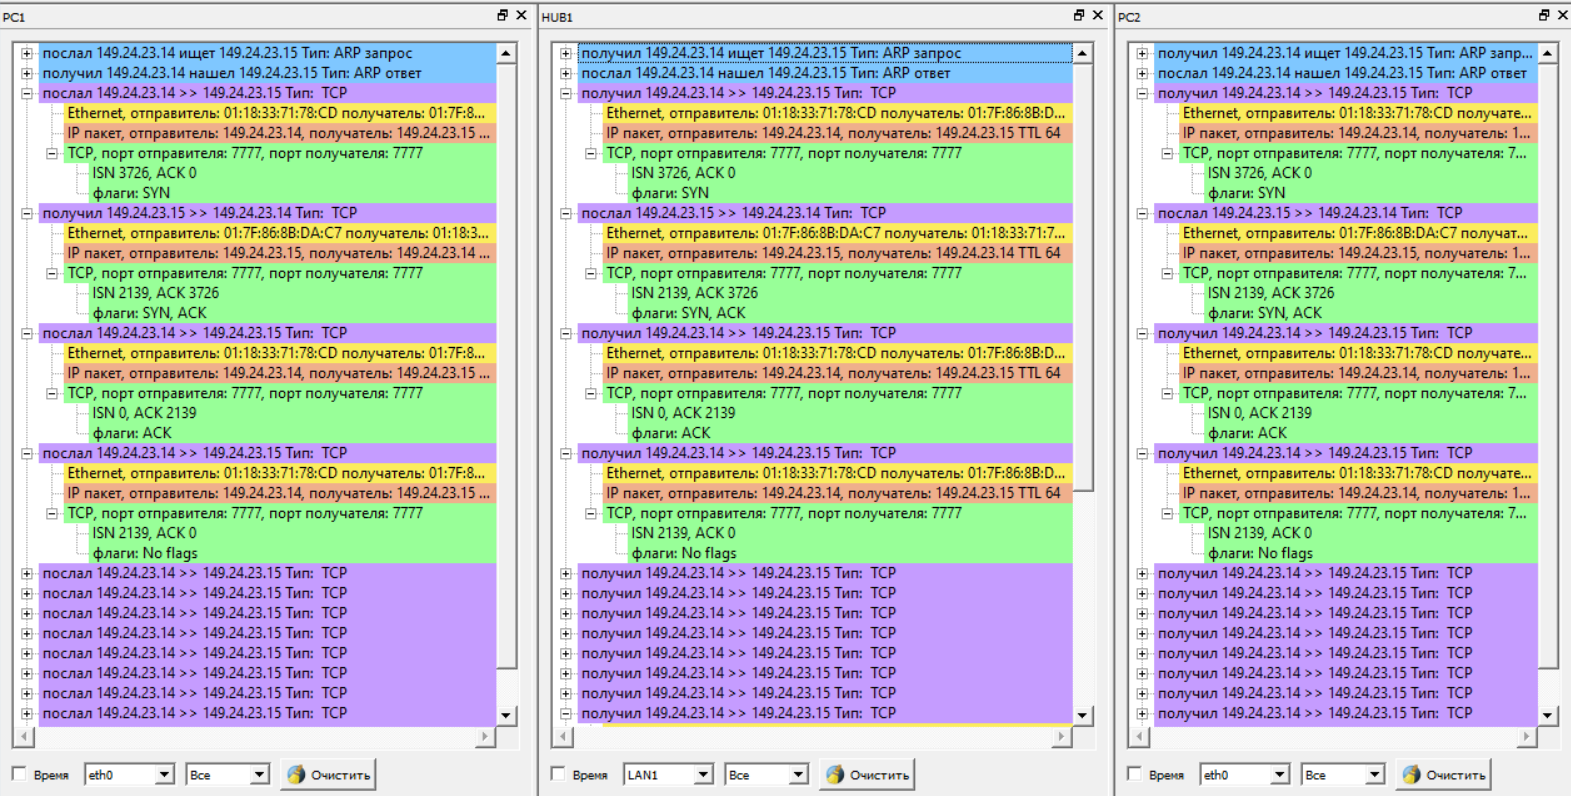 PC1
послал 149.24.23.14 ищет 149.24.23.15 Тип: ARP запрос
получил 149.24.23.14 нашел 149.24.23.15 Тип: ARP ответ
послал 149.24.23.14 >> 149.24.23.15 Тип: TCP
Ethernet, отправитель: 01:18:33:71:78:CD получатель: 01:7F:8...
IP пакет, отправитель: 149.24.23.14, получатель: 149.24.23.15 ...
TCP, порт отправителя: 7777, порт получателя: 7777
ISN 3726, ACK 0
флаги: SYN
получил 149.24.23.15 >> 149.24.23.14 Тип: TCP
Ethernet, отправитель: 01:7F:86:8B:DA:C7 получатель: 01:18:3...
IP пакет, отправитель: 149.24.23.15, получатель: 149.24.23.14 ...
TCP, порт отправителя: 7777, порт получателя: 7777
ISN 2139, ACK 3726
флаги: SYN, ACK
послал 149.24.23.14 >> 149.24.23.15 Тип: TCP
Ethernet, отправитель: 01:18:33:71:78:CD получатель: 01:7F:8...
IP пакет, отправитель: 149.24.23.14, получатель: 149.24.23.15 ...
TCP, порт отправителя: 7777, порт получателя: 7777
ISN 0, ACK 2139
флаги: ACK
послал 149.24.23.14 >> 149.24.23.15 Тип: TCP
Ethernet, отправитель: 01:18:33:71:78:CD получатель: 01:7F:8...
IP пакет, отправитель: 149.24.23.14, получатель: 149.24.23.15 ...
TCP, порт отправителя: 7777, порт получателя: 7777
ISN 2139, ACK 0
флаги: No flags
послал 149.24.23.14 >> 149.24.23.15 Тип: TCP
послал 149.24.23.14 >> 149.24.23.15 Тип: TCP
послал 149.24.23.14 >> 149.24.23.15 Тип: TCP
послал 149.24.23.14 >> 149.24.23.15 Тип: TCP
послал 149.24.23.14 >> 149.24.23.15 Тип: TCP
послал 149.24.23.14 >> 149.24.23.15 Тип: TCP
послал 149.24.23.14 >> 149.24.23.15 Тип: TCP
послал 149.24.23.14 >> 149.24.23.15 Тип: TCP
Время eth0 Все Очистить
HUB1
получил 149.24.23.14 ищет 149.24.23.15 Тип: ARP запрос
послал 149.24.23.14 нашел 149.24.23.15 Тип: ARP ответ
получил 149.24.23.14 >> 149.24.23.15 Тип: TCP
Ethernet, отправитель: 01:18:33:71:78:CD получатель: 01:7F:86:8B:D...
IP пакет, отправитель: 149.24.23.14, получатель: 149.24.23.15 TTL 64
TCP, порт отправителя: 7777, порт получателя: 7777
ISN 3726, ACK 0
флаги: SYN
послал 149.24.23.15 >> 149.24.23.14 Тип: TCP
Ethernet, отправитель: 01:7F:86:8B:DA:C7 получатель: 01:18:33:71:7...
IP пакет, отправитель: 149.24.23.15, получатель: 149.24.23.14 TTL 64
TCP, порт отправителя: 7777, порт получателя: 7777
ISN 2139, ACK 3726
флаги: SYN, ACK
получил 149.24.23.14 >> 149.24.23.15 Тип: TCP
Ethernet, отправитель: 01:18:33:71:78:CD получатель: 01:7F:86:8B:D...
IP пакет, отправитель: 149.24.23.14, получатель: 149.24.23.15 TTL 64
TCP, порт отправителя: 7777, порт получателя: 7777
ISN 0, ACK 2139
флаги: ACK
получил 149.24.23.14 >> 149.24.23.15 Тип: TCP
Ethernet, отправитель: 01:18:33:71:78:CD получатель: 01:7F:86:8B:D...
IP пакет, отправитель: 149.24.23.14, получатель: 149.24.23.15 TTL 64
TCP, порт отправителя: 7777, порт получателя: 7777
ISN 2139, ACK 0
флаги: No flags
получил 149.24.23.14 >> 149.24.23.15 Тип: TCP
получил 149.24.23.14 >> 149.24.23.15 Тип: TCP
получил 149.24.23.14 >> 149.24.23.15 Тип: TCP
получил 149.24.23.14 >> 149.24.23.15 Тип: TCP
получил 149.24.23.14 >> 149.24.23.15 Тип: TCP
получил 149.24.23.14 >> 149.24.23.15 Тип: TCP
получил 149.24.23.14 >> 149.24.23.15 Тип: TCP
получил 149.24.23.14 >> 149.24.23.15 Тип: TCP
Время LAN1 Все Очистить
PC2
получил 149.24.23.14 ищет 149.24.23.15 Тип: ARP запр...
послал 149.24.23.14 нашел 149.24.23.15 Тип: ARP ответ
получил 149.24.23.14 >> 149.24.23.15 Тип: TCP
Ethernet, отправитель: 01:18:33:71:78:CD получате...
IP пакет, отправитель: 149.24.23.14, получатель: 1...
TCP, порт отправителя: 7777, порт получателя: 7...
ISN 3726, ACK 0
флаги: SYN
послал 149.24.23.15 >> 149.24.23.14 Тип: TCP
Ethernet, отправитель: 01:7F:86:8B:DA:C7 получат...
IP пакет, отправитель: 149.24.23.15, получатель: 1...
TCP, порт отправителя: 7777, порт получателя: 7...
ISN 2139, ACK 3726
флаги: SYN, ACK
получил 149.24.23.14 >> 149.24.23.15 Тип: TCP
Ethernet, отправитель: 01:18:33:71:78:CD получате...
IP пакет, отправитель: 149.24.23.14, получатель: 1...
TCP, порт отправителя: 7777, порт получателя: 7...
ISN 0, ACK 2139
флаги: ACK
получил 149.24.23.14 >> 149.24.23.15 Тип: TCP
Ethernet, отправитель: 01:18:33:71:78:CD получате...
IP пакет, отправитель: 149.24.23.14, получатель: 1...
TCP, порт отправителя: 7777, порт получателя: 7...
ISN 2139, ACK 0
флаги: No flags
получил 149.24.23.14 >> 149.24.23.15 Тип: TCP
получил 149.24.23.14 >> 149.24.23.15 Тип: TCP
получил 149.24.23.14 >> 149.24.23.15 Тип: TCP
получил 149.24.23.14 >> 149.24.23.15 Тип: TCP
получил 149.24.23.14 >> 149.24.23.15 Тип: TCP
получил 149.24.23.14 >> 149.24.23.15 Тип: TCP
получил 149.24.23.14 >> 149.24.23.15 Тип: TCP
получил 149.24.23.14 >> 149.24.23.15 Тип: TCP
Время eth0 Все Очистить